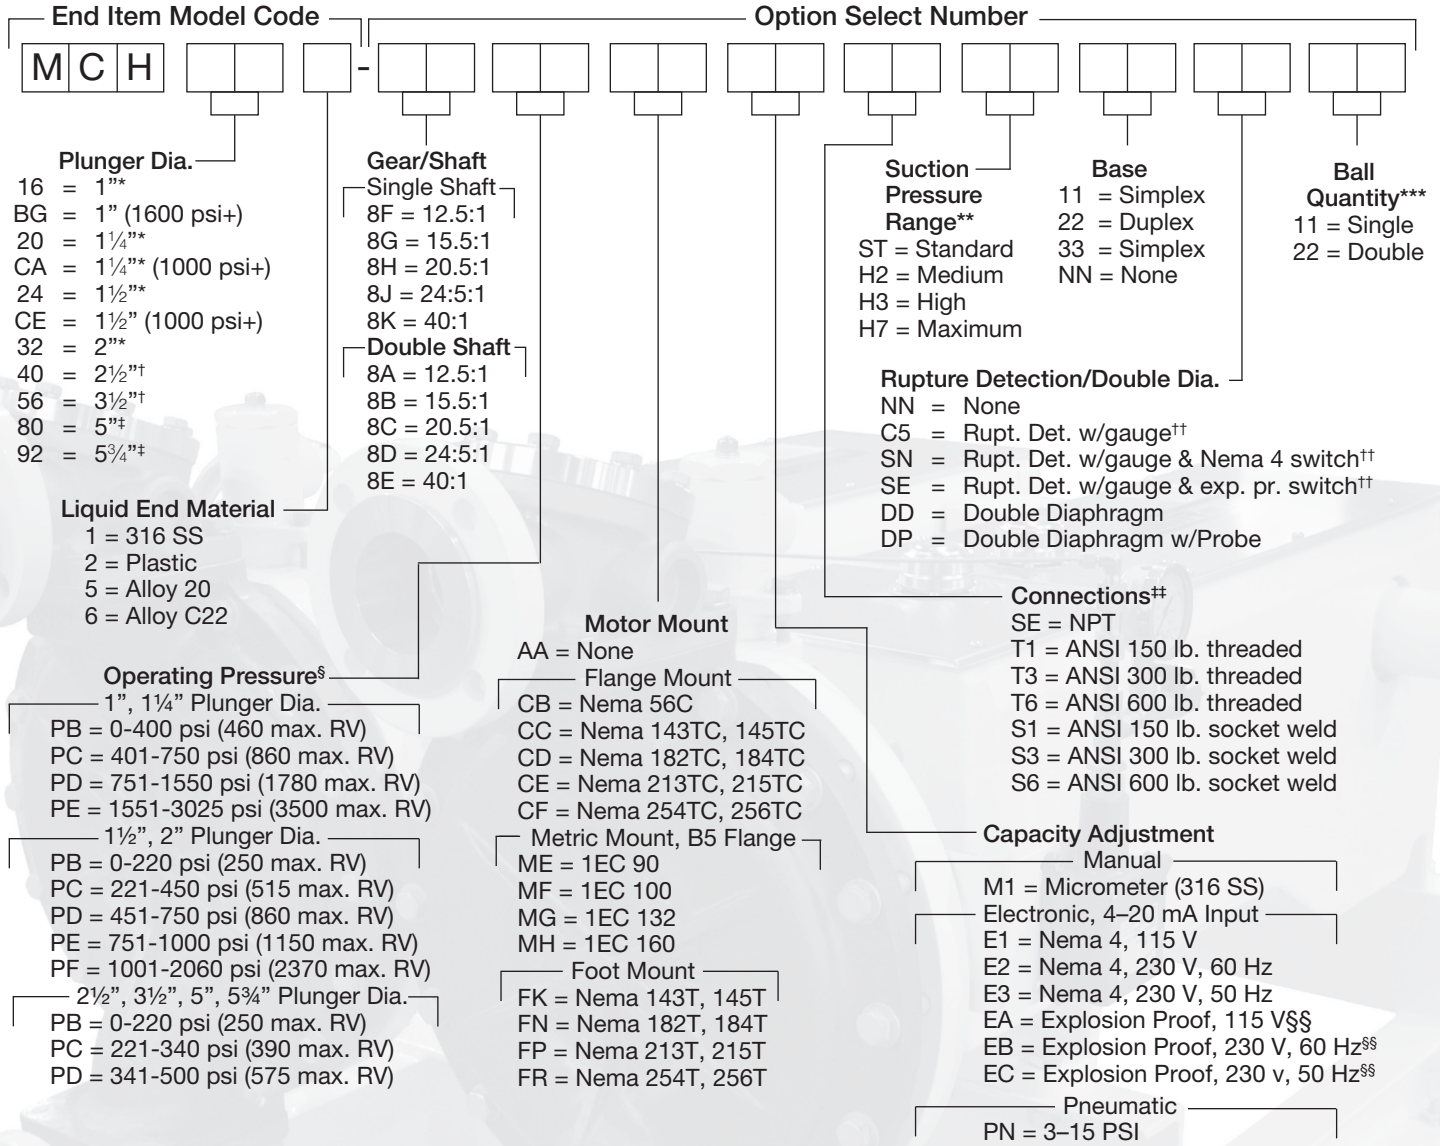 End Item Model Code
Option Select Number
M C H
-
Plunger Dia.
16 = 1”*
BG = 1” (1600 psi+)
20 = 1¼”*
CA = 1¼”* (1000 psi+)
24 = 1½”*
CE = 1½” (1000 psi+)
32 = 2”*
40 = 2½”†
56 = 3½”†
80 = 5”‡
92 = 5¾”‡
Liquid End Material
1 = 316 SS
2 = Plastic
5 = Alloy 20
6 = Alloy C22
Gear/Shaft
Single Shaft
8F = 12.5:1
8G = 15.5:1
8H = 20.5:1
8J = 24:5:1
8K = 40:1
Double Shaft
8A = 12.5:1
8B = 15.5:1
8C = 20.5:1
8D = 24:5:1
8E = 40:1
Operating Pressure§
1”, 1¼” Plunger Dia.
PB = 0-400 psi (460 max. RV)
PC = 401-750 psi (860 max. RV)
PD = 751-1550 psi (1780 max. RV)
PE = 1551-3025 psi (3500 max. RV)
1½”, 2” Plunger Dia.
PB = 0-220 psi (250 max. RV)
PC = 221-450 psi (515 max. RV)
PD = 451-750 psi (860 max. RV)
PE = 751-1000 psi (1150 max. RV)
PF = 1001-2060 psi (2370 max. RV)
2½”, 3½”, 5”, 5¾” Plunger Dia.
PB = 0-220 psi (250 max. RV)
PC = 221-340 psi (390 max. RV)
PD = 341-500 psi (575 max. RV)
Motor Mount
AA = None
Flange Mount
CB = Nema 56C
CC = Nema 143TC, 145TC
CD = Nema 182TC, 184TC
CE = Nema 213TC, 215TC
CF = Nema 254TC, 256TC
Metric Mount, B5 Flange
ME = 1EC 90
MF = 1EC 100
MG = 1EC 132
MH = 1EC 160
Foot Mount
FK = Nema 143T, 145T
FN = Nema 182T, 184T
FP = Nema 213T, 215T
FR = Nema 254T, 256T
Suction
Pressure
Range**
ST = Standard
H2 = Medium
H3 = High
H7 = Maximum
Base
11 = Simplex
22 = Duplex
33 = Simplex
NN = None
Ball
Quantity***
11 = Single
22 = Double
Rupture Detection/Double Dia.
NN = None
C5 = Rupt. Det. w/gauge††
SN = Rupt. Det. w/gauge & Nema 4 switch††
SE = Rupt. Det. w/gauge & exp. pr. switch††
DD = Double Diaphragm
DP = Double Diaphragm w/Probe
Connections‡‡
SE = NPT
T1 = ANSI 150 lb. threaded
T3 = ANSI 300 lb. threaded
T6 = ANSI 600 lb. threaded
S1 = ANSI 150 lb. socket weld
S3 = ANSI 300 lb. socket weld
S6 = ANSI 600 lb. socket weld
Capacity Adjustment
Manual
M1 = Micrometer (316 SS)
Electronic, 4–20 mA Input
E1 = Nema 4, 115 V
E2 = Nema 4, 230 V, 60 Hz
E3 = Nema 4, 230 V, 50 Hz
EA = Explosion Proof, 115 V§§
EB = Explosion Proof, 230 V, 60 Hz§§
EC = Explosion Proof, 230 v, 50 Hz§§
Pneumatic
PN = 3–15 PSI